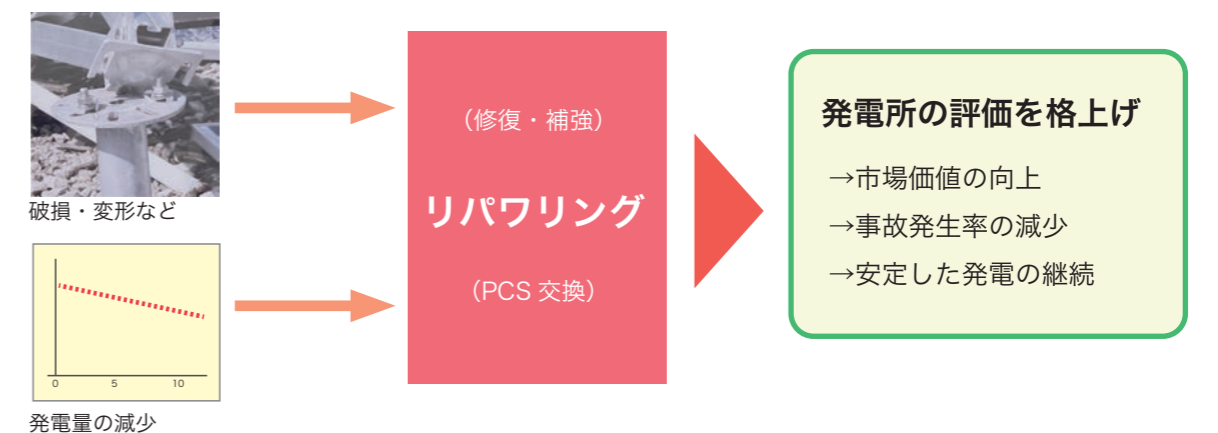 破損・変形など
0 5 10
発電量の減少
（修復・補強）
リパワリング
（PCS 交換）
発電所の評価を格上げ
→市場価値の向上
→事故発生率の減少
→安定した発電の継続